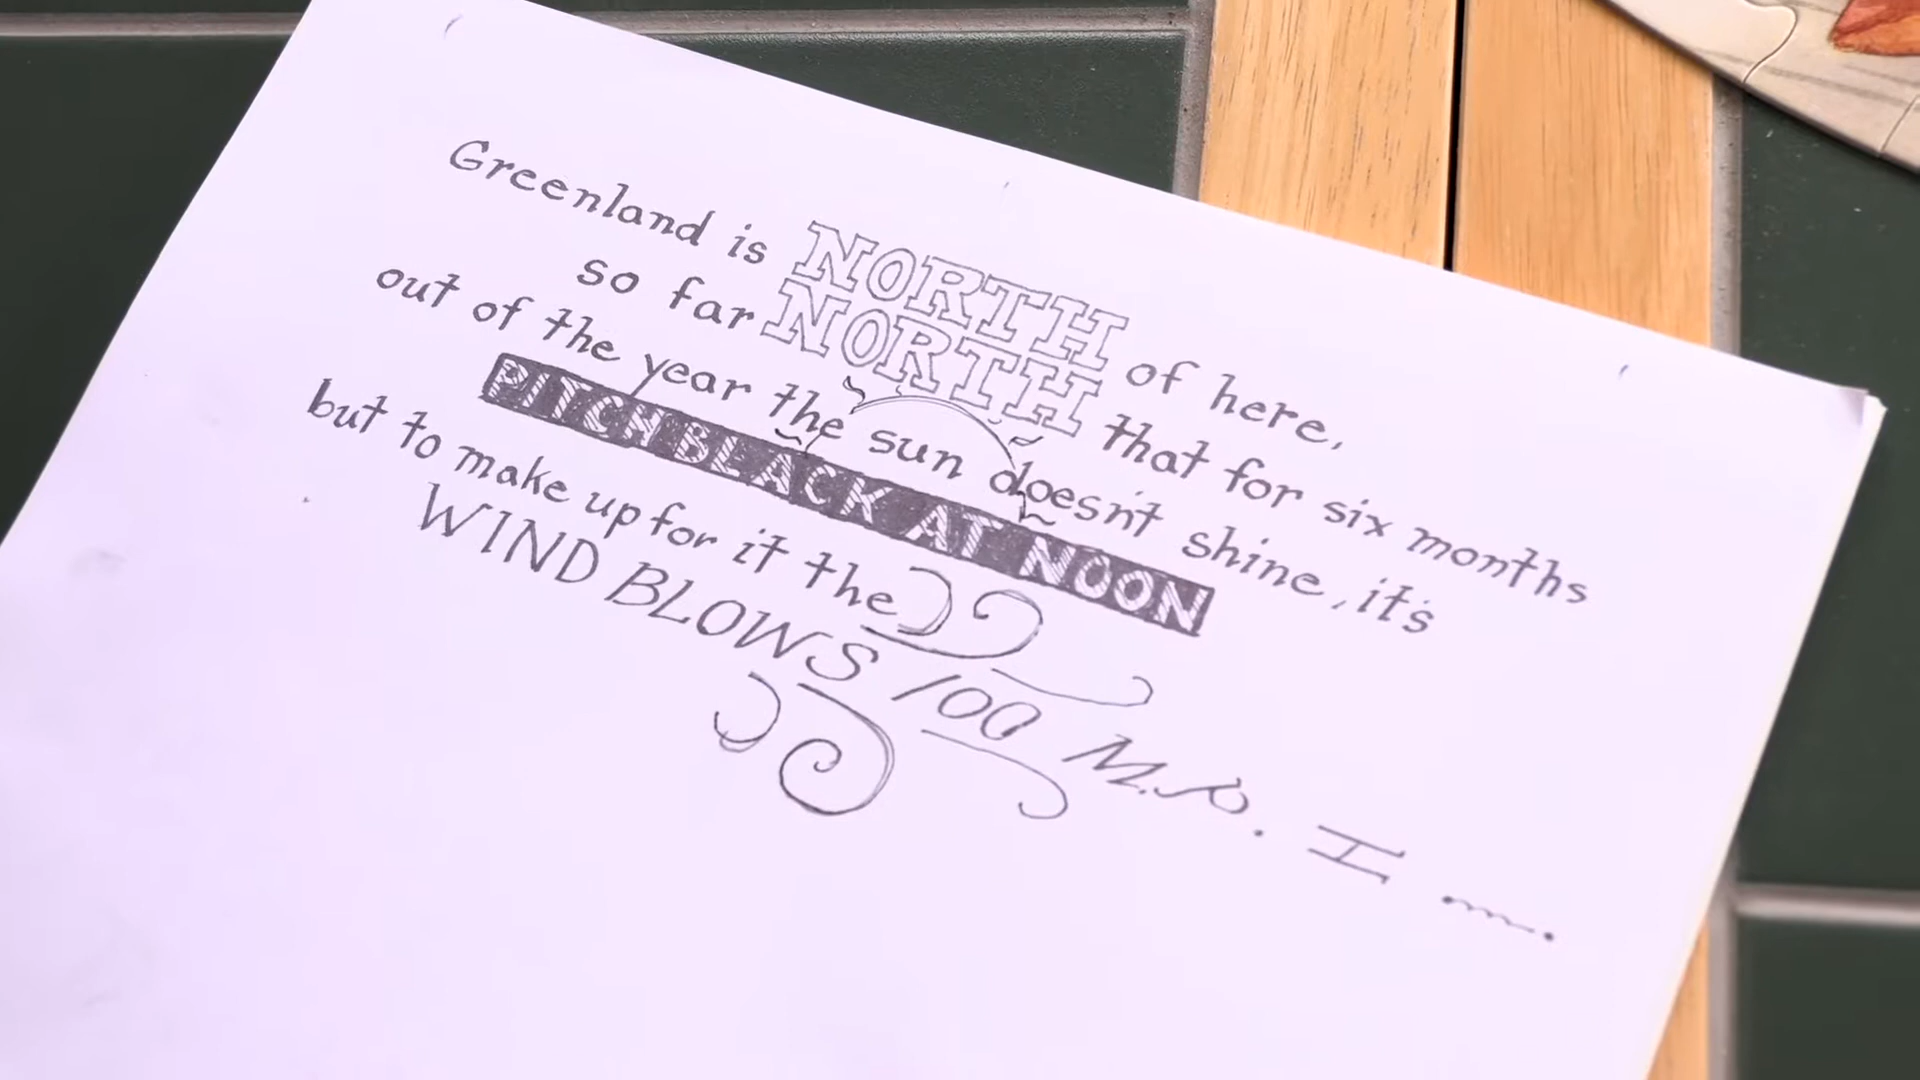 Greenland is NORTH of here,
so far NORTH that for six months
out of the year the sun doesn't shine, it's
PITCH BLACK AT NOON
but to make up for it the
WIND BLOWS 100 M.P. H ....